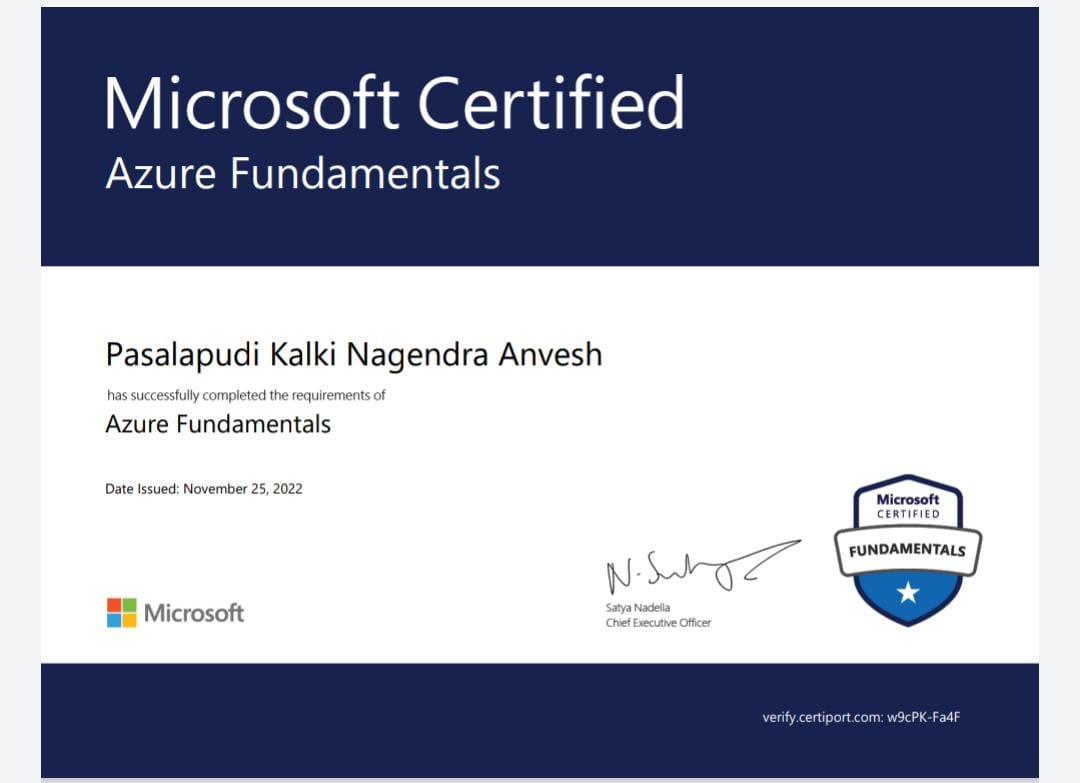 Microsoft Certified
Azure Fundamentals
Pasalapudi Kalki Nagendra Anvesh
has successfully completed the requirements of
Azure Fundamentals
Date Issued: November 25, 2022
Microsoft
CERTIFIED
FUNDAMENTALS
N. Satya
Satya Nadella
Chief Executive Officer
Microsoft
verify.certiport.com: w9cPK-Fa4F